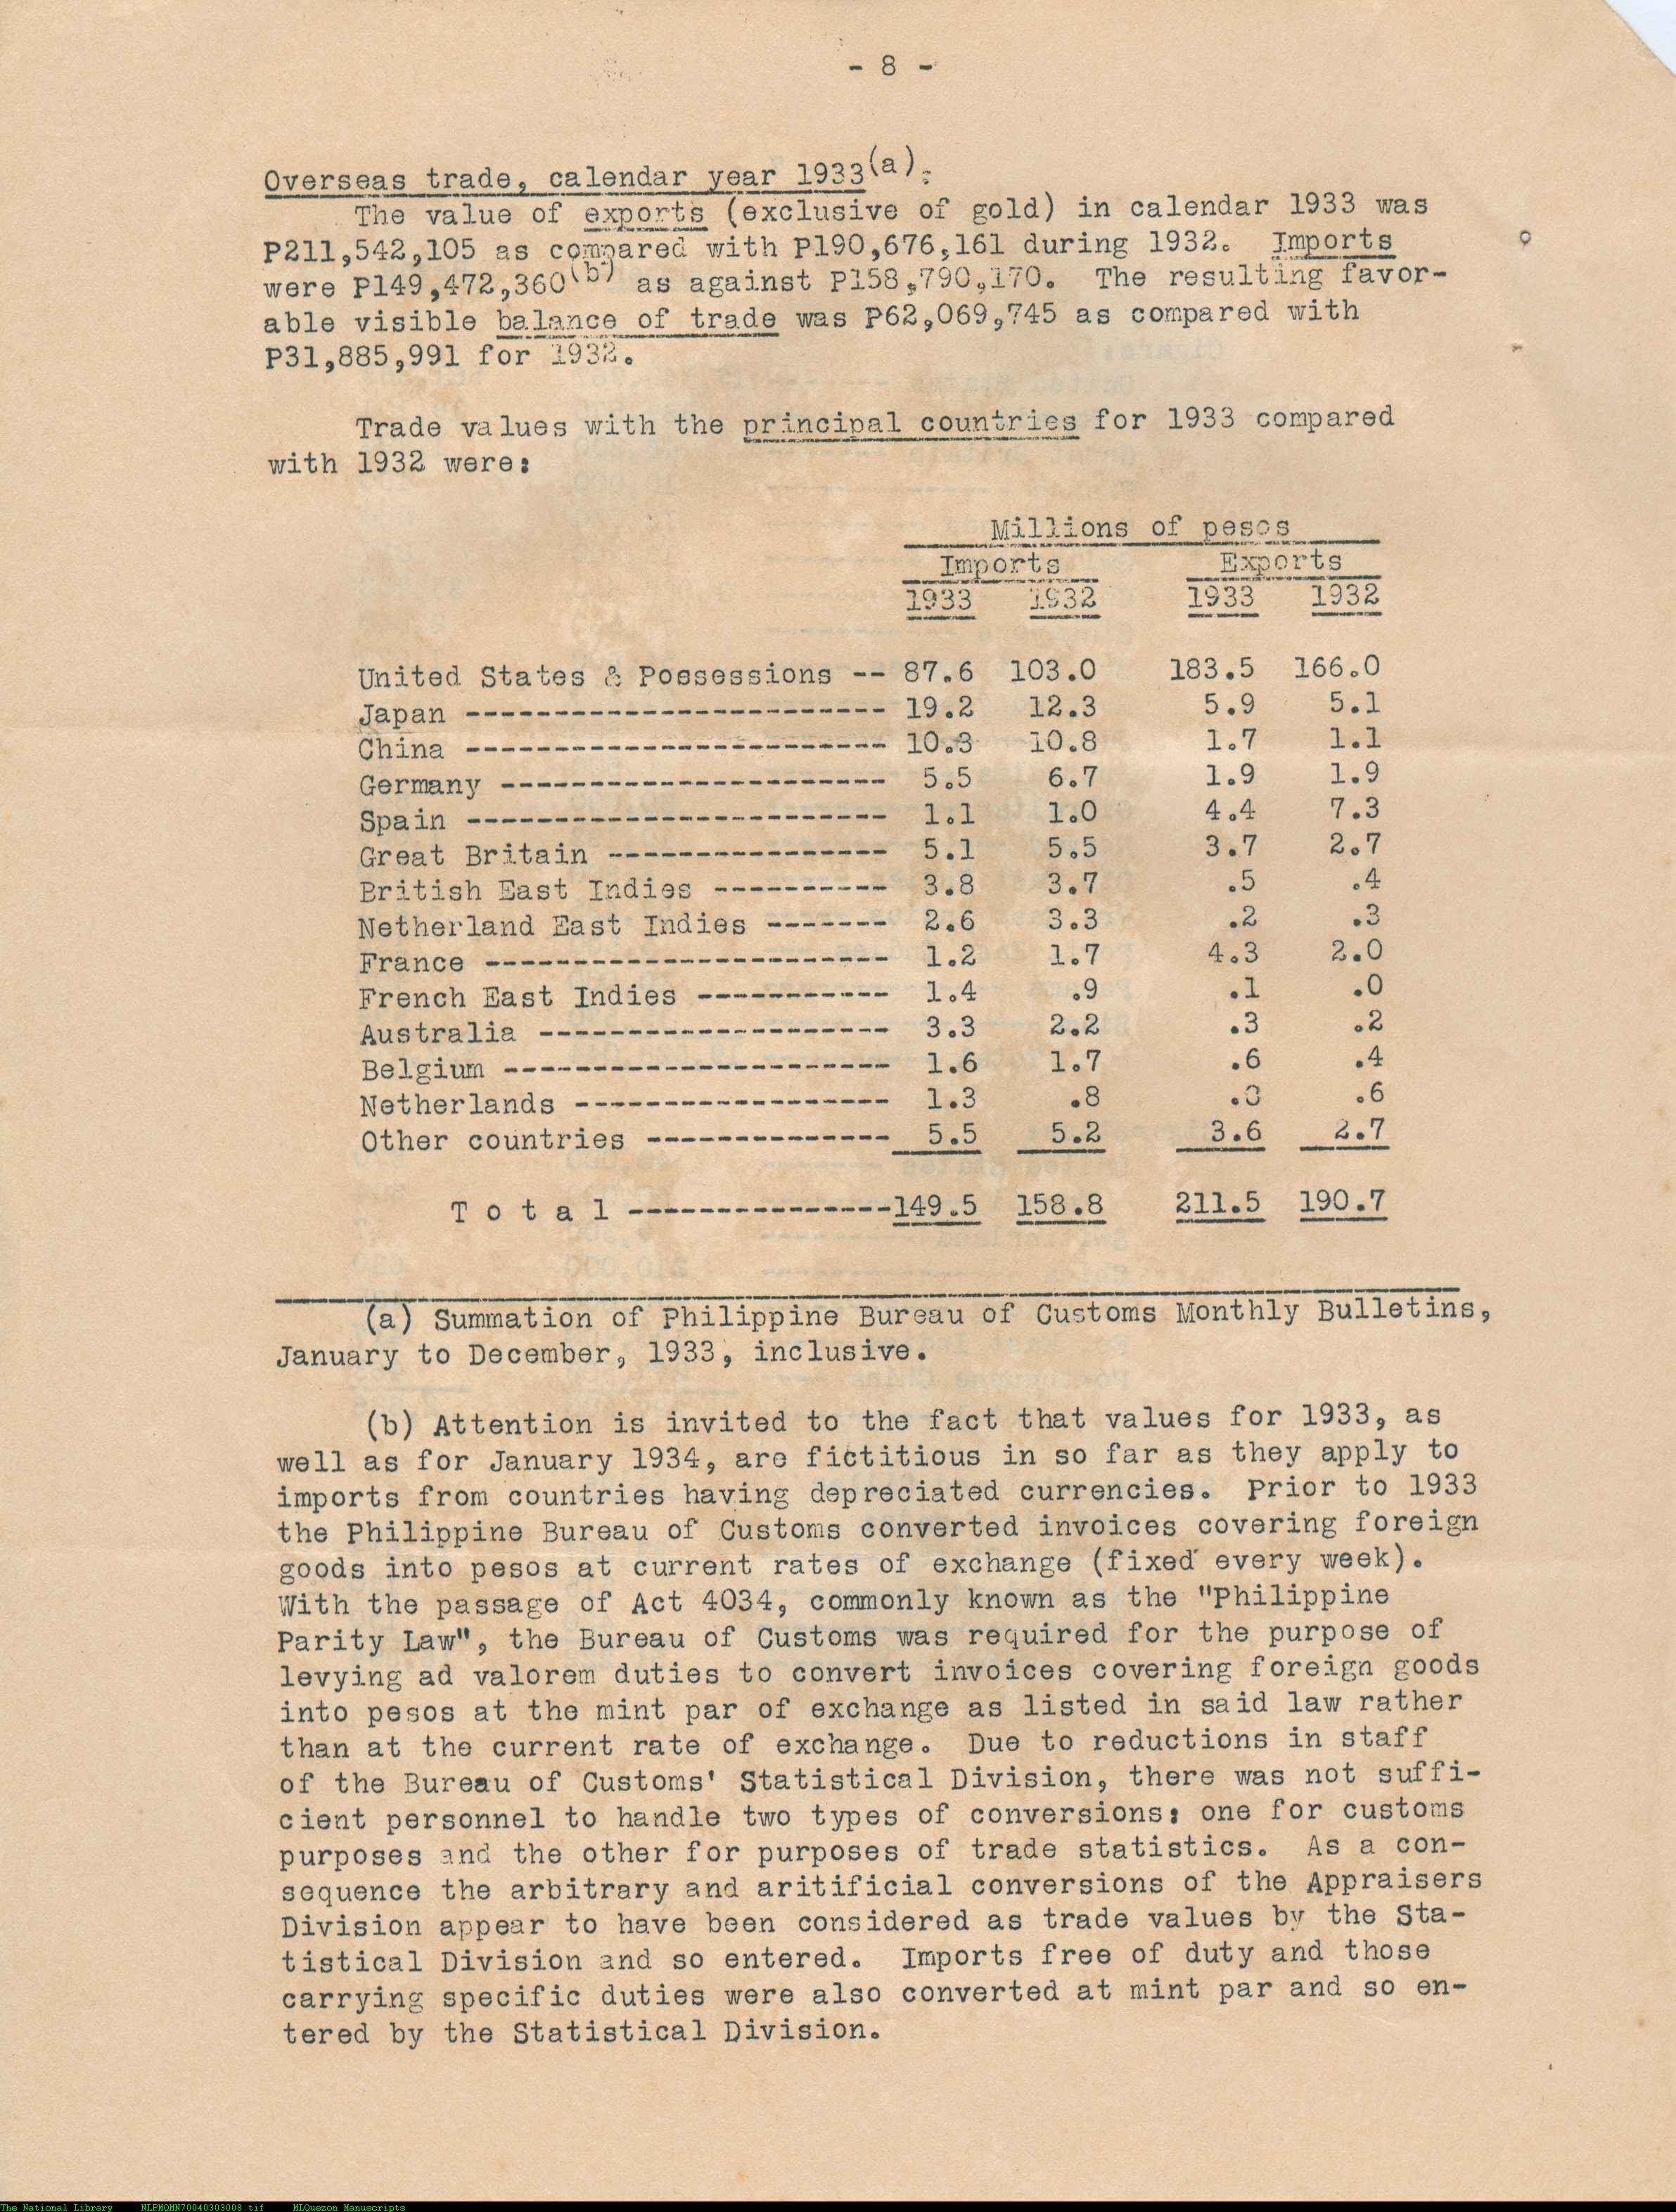 - 8 -
Overseas trade, calendar year 1933(a):
The value of exports (exclusive of gold) in calendar 1933 was
P211,542,105 as compared with P190,676,161 during 1932. Imports
were P149,472,360(b) as against P158,790,170. The resulting favor-
able visible balance of trade was P62,069,745 as compared with
P31,885,991 for 1932.
Trade values with the principal countries for 1933 compared
with 1932 were:
Millions of pesos
Imports Exports
1933 1932 1933 1932
United States & Possessions -- 87.6 103.0 183.5 166.0
Japan ------------------------ 19.2 12.3 5.9 5.1
China ------------------------ 10.3 10.8 1.7 1.1
Germany ---------------------- 5.5 6.7 1.9 1.9
Spain ------------------------ 1.1 1.0 4.4 7.3
Great Britain ---------------- 5.1 5.5 3.7 2.7
British East Indies ---------- 3.8 3.7 .5 .4
Netherland East Indies ------- 2.6 3.3 .2 .3
France ----------------------- 1.2 1.7 4.3 2.0
French East Indies ----------- 1.4 .9 .1 .0
Australia -------------------- 3.3 2.2 .3 .2
Belgium ---------------------- 1.6 1.7 .6 .4
Netherlands ------------------ 1.3 .8 .8 .6
Other countries -------------- 5.5 5.2 3.6 2.7
T o t a l ---------------149.5 158.8 211.5 190.7
(a) Summation of Philippine Bureau of Customs Monthly Bulletins,
January to December, 1933, inclusive.
(b) Attention is invited to the fact that values for 1933, as
well as for January 1934, are fictitious in so far as they apply to
imports from countries having depreciated currencies. Prior to 1933
the Philippine Bureau of Customs converted invoices covering foreign
goods into pesos at current rates of exchange (fixed every week).
With the passage of Act 4034, commonly known as the "Philippine
Parity Law", the Bureau of Customs was required for the purpose of
levying ad valorem duties to convert invoices covering foreign goods
into pesos at the mint par of exchange as listed in said law rather
than at the current rate of exchange. Due to reductions in staff
of the Bureau of Customs' Statistical Division, there was not suffi-
cient personnel to handle two types of conversions: one for customs
purposes and the other for purposes of trade statistics. As a con-
sequence the arbitrary and aritificial conversions of the Appraisers
Division appear to have been considered as trade values by the Sta-
tistical Division and so entered. Imports free of duty and those
carrying specific duties were also converted at mint par and so en-
tered by the Statistical Division.
The National Library NLPMQMN70040303008.tif MLQuezon Manuscripts